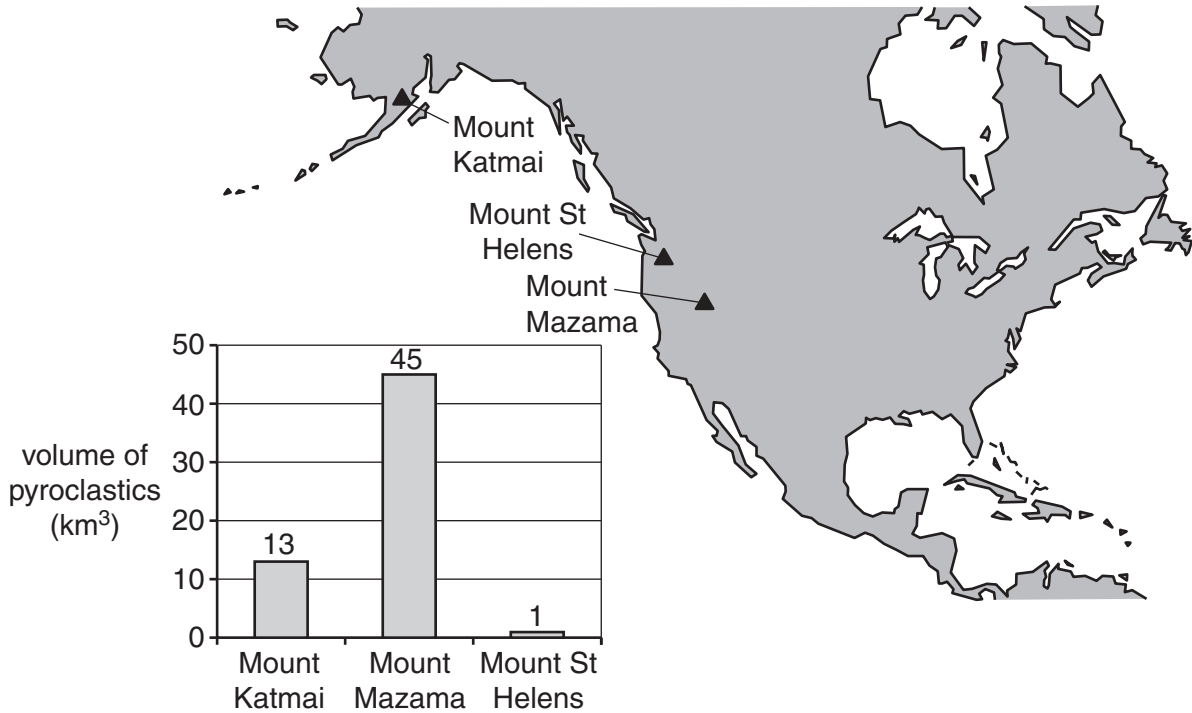 Mount
Katmai
Mount St
Helens
Mount
Mazama
50
40
30
20
10
0
volume of
pyroclastics
(km³)
13
45
1
Mount
Katmai
Mount
Mazama
Mount St
Helens